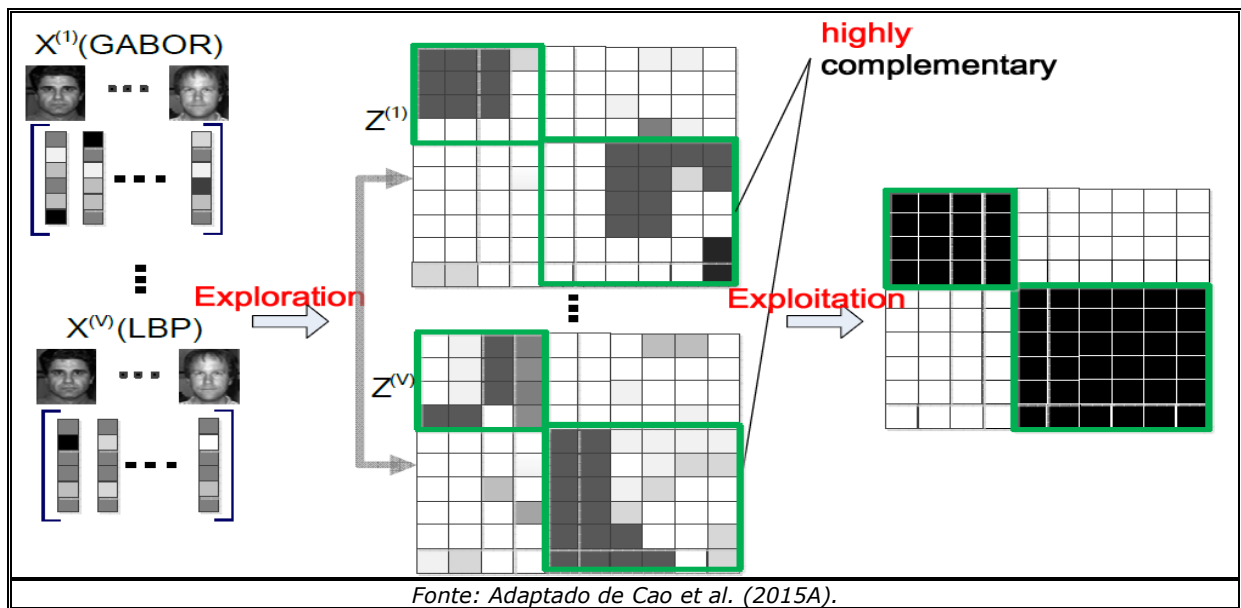 X(1)(GABOR)
X(V)(LBP)
Exploration
Z(1)
Z(V)
highly
complementary
Exploitation
Fonte: Adaptado de Cao et al. (2015A).